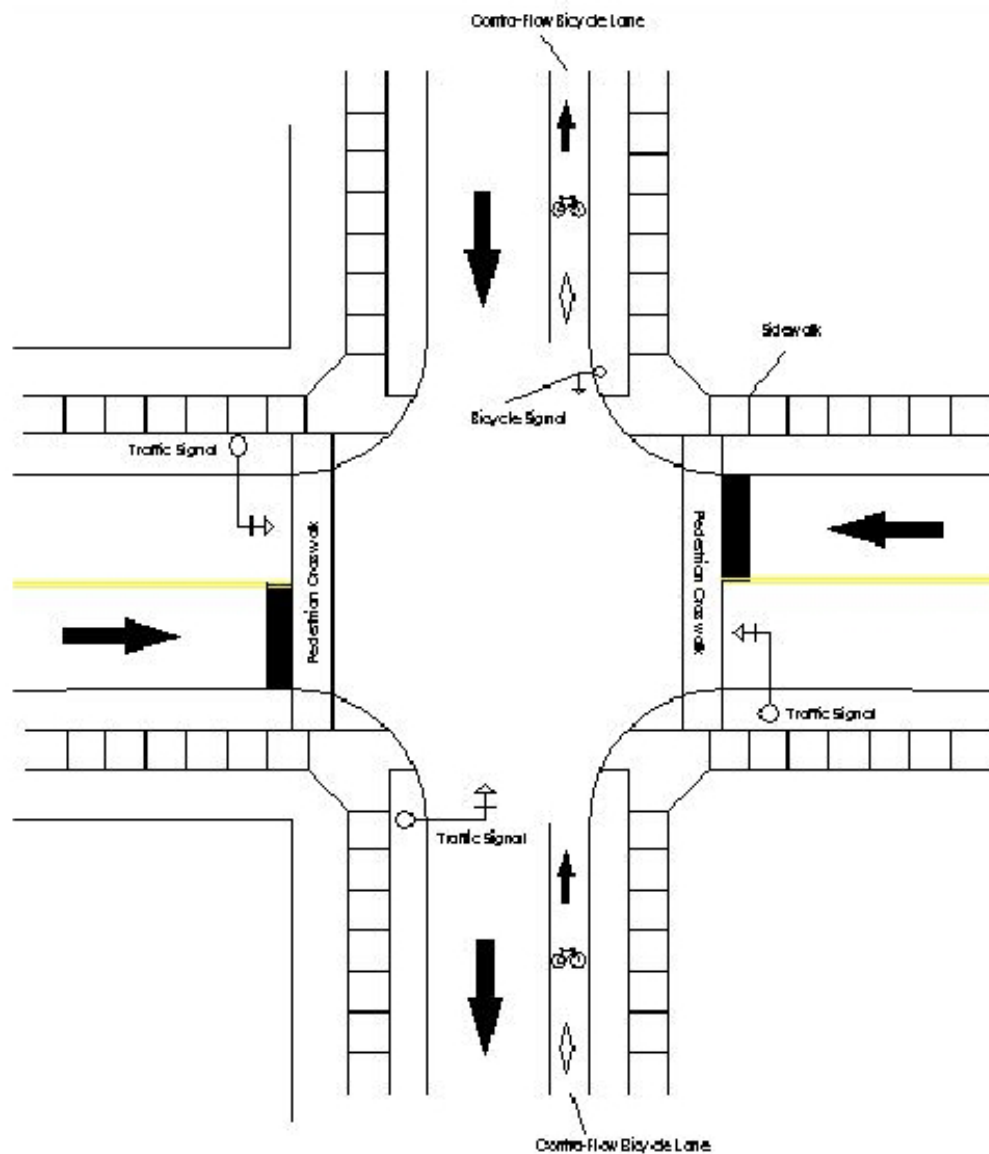 Contra-Flow Bicycle Lane
Sidewalk
Bicycle Signal
Traffic Signal
Pedestrian Crosswalk
Pedestrian Crosswalk
Traffic Signal
Traffic Signal
Contra-Flow Bicycle Lane